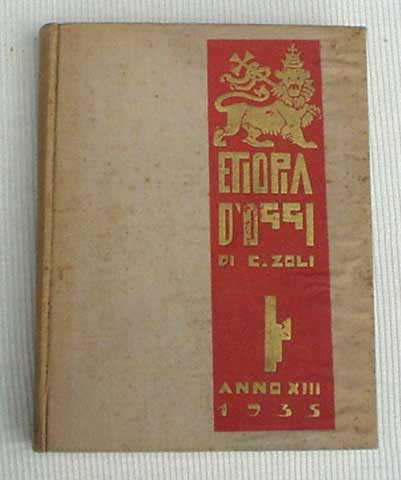 ETIOPIA
D'OGGI
DI C. ZOLI
ANNO XIII
1935